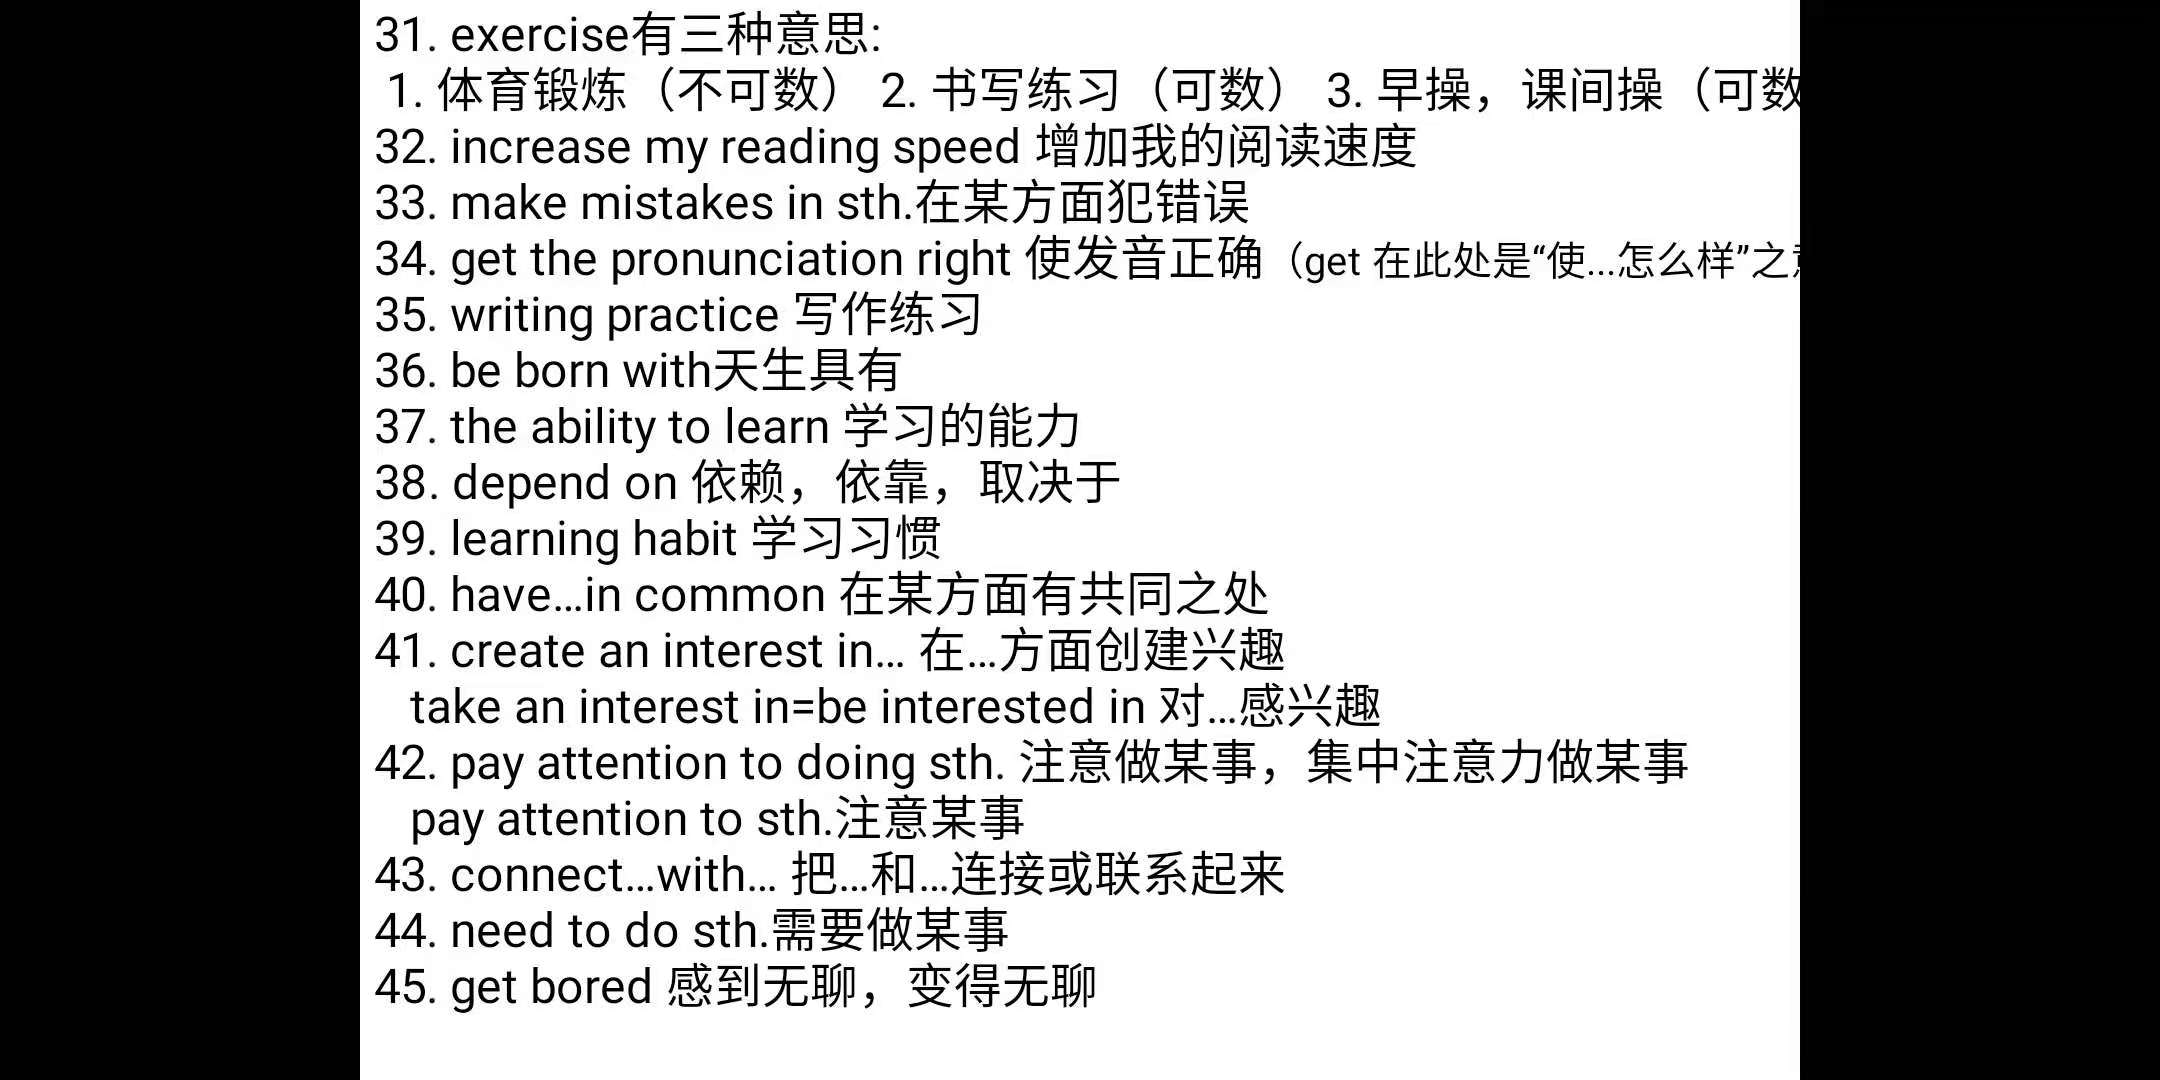 31. exercise有三种意思:
1. 体育锻炼（不可数） 2. 书写练习（可数） 3. 早操，课间操（可数
32. increase my reading speed 增加我的阅读速度
33. make mistakes in sth.在某方面犯错误
34. get the pronunciation right 使发音正确（get 在此处是“使...怎么样”之
35. writing practice 写作练习
36. be born with天生具有
37. the ability to learn 学习的能力
38. depend on 依赖，依靠，取决于
39. learning habit 学习习惯
40. have...in common 在某方面有共同之处
41. create an interest in... 在...方面创建兴趣
take an interest in=be interested in 对...感兴趣
42. pay attention to doing sth. 注意做某事，集中注意力做某事
pay attention to sth.注意某事
43. connect...with... 把...和...连接或联系起来
44. need to do sth.需要做某事
45. get bored 感到无聊，变得无聊